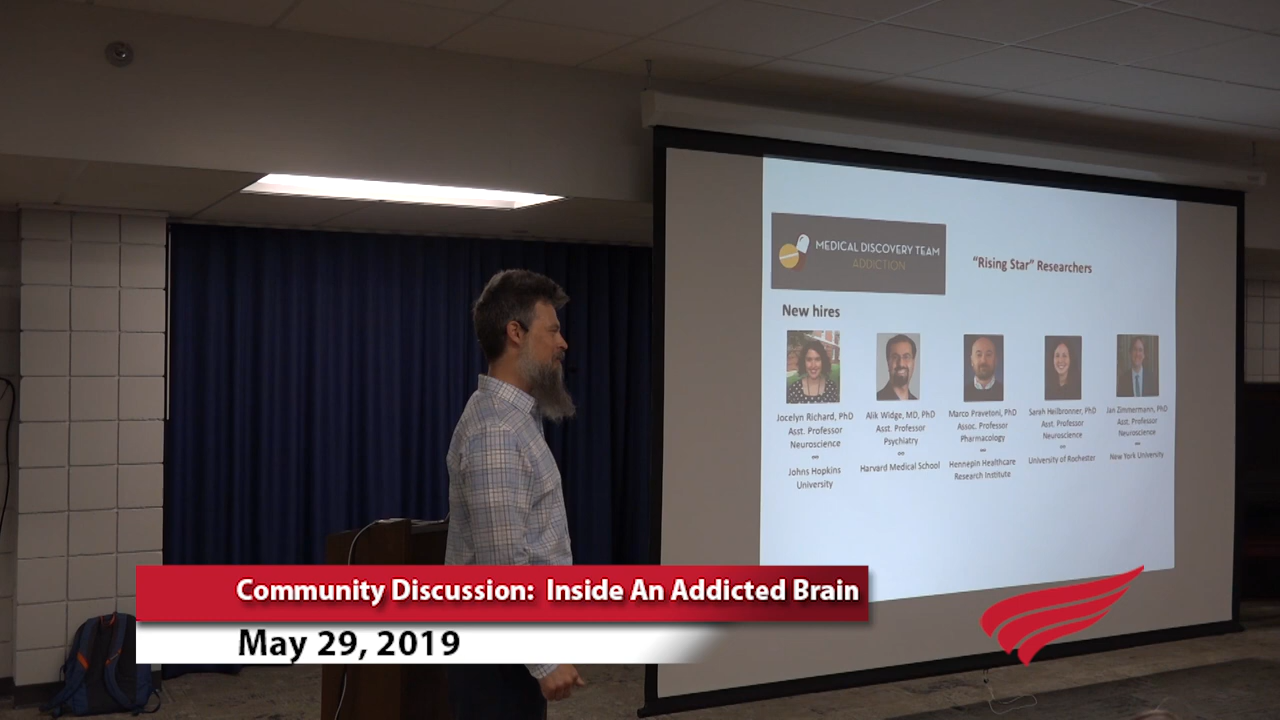 MEDICAL DISCOVERY TEAM
ADDICTION
"Rising Star" Researchers
New hires
Jocelyn Richard, PhD
Asst. Professor
Neuroscience
Johns Hopkins
University
Alik Widge, MD, PhD
Asst. Professor
Psychiatry
Harvard Medical School
Marco Pravetoni, PhD
Assoc. Professor
Pharmacology
Hennepin Healthcare
Research Institute
Sarah Heilbronner, PhD
Asst. Professor
Neuroscience
University of Rochester
Jan Zimmermann, PhD
Asst. Professor
Neuroscience
New York University
Community Discussion: Inside An Addicted Brain
May 29, 2019